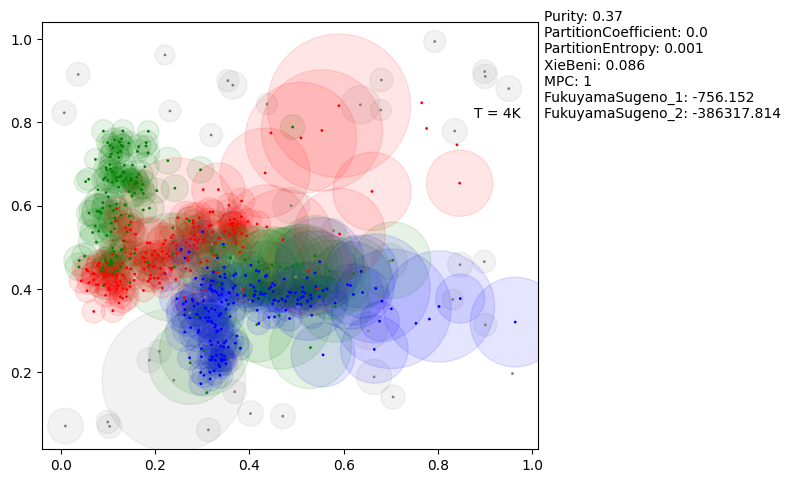 Purity: 0.37
PartitionCoefficient: 0.0
PartitionEntropy: 0.001
XieBeni: 0.086
MPC: 1
FukuyamaSugeno_1: -756.152
FukuyamaSugeno_2: -386317.814
T = 4K
1.0
0.8
0.6
0.4
0.2
0.0
0.2
0.4
0.6
0.8
1.0